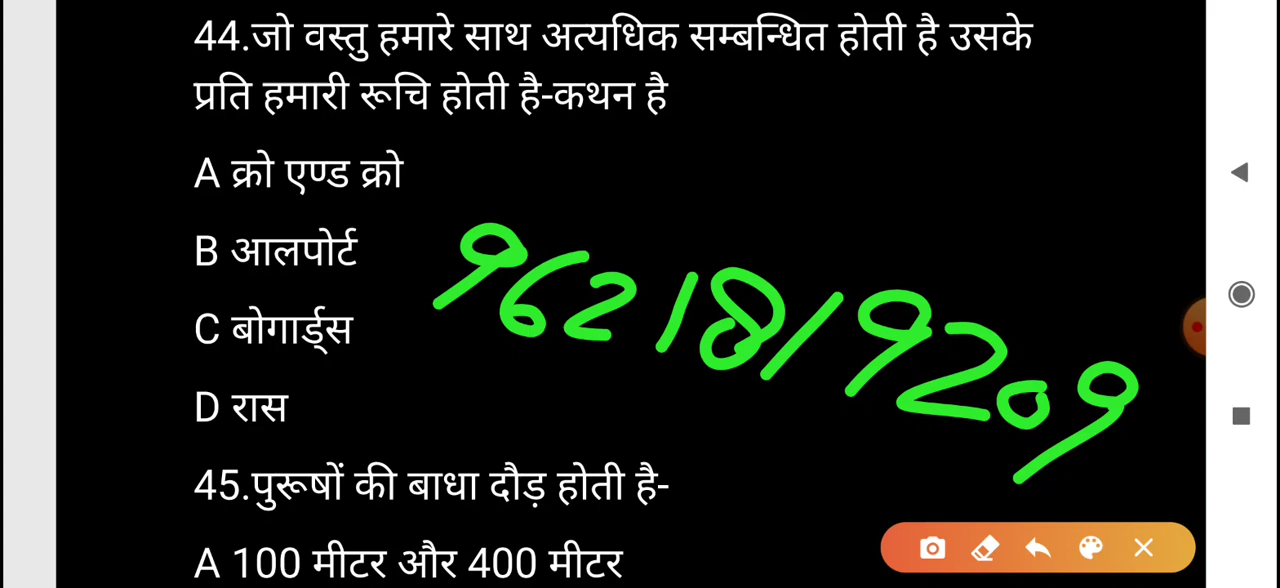 44.जो वस्तु हमारे साथ अत्यधिक सम्बन्धित होती है उसके
प्रति हमारी रूचि होती है-कथन है
A क्रो एण्ड क्रो
B आलपोर्ट
9621819209
C बोगार्ड्स
D रास
45.पुरूषों की बाधा दौड़ होती है-
A 100 मीटर और 400 मीटर